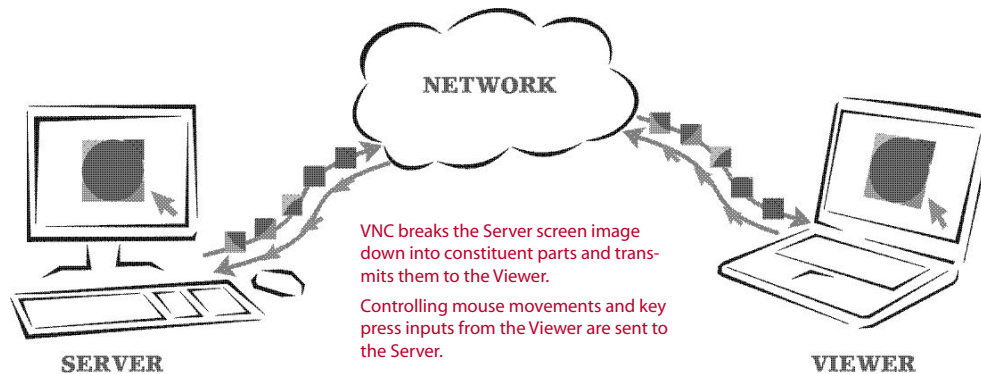 NETWORK
VNC breaks the Server screen image
down into constituent parts and trans-
mits them to the Viewer.
Controlling mouse movements and key
press inputs from the Viewer are sent to
the Server.
SERVER
VIEWER